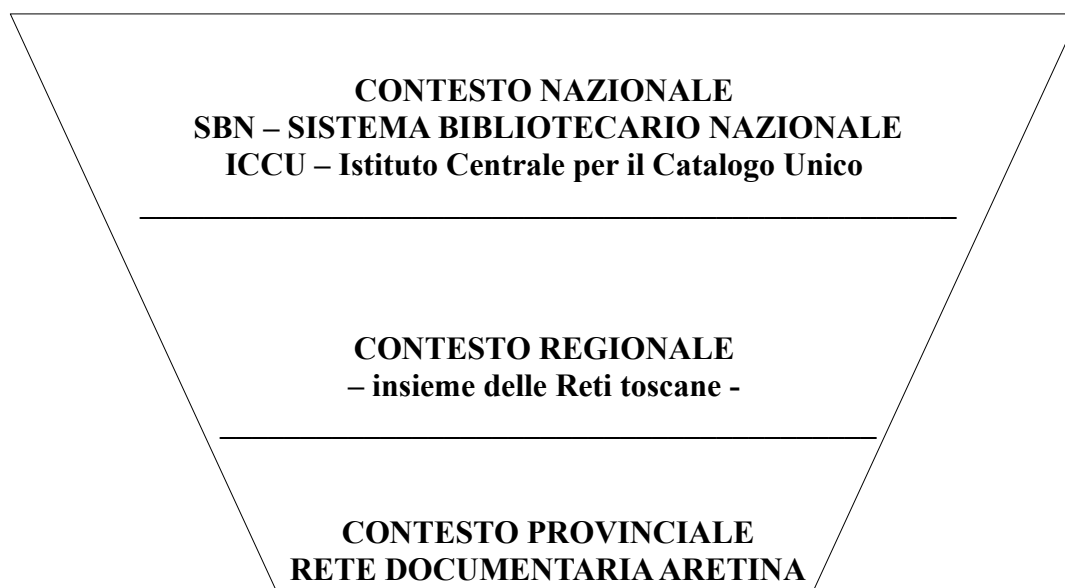 CONTESTO NAZIONALE
SBN – SISTEMA BIBLIOTECARIO NAZIONALE
ICCU – Istituto Centrale per il Catalogo Unico
CONTESTO REGIONALE
– insieme delle Reti toscane -
CONTESTO PROVINCIALE
RETE DOCUMENTARIA ARETINA